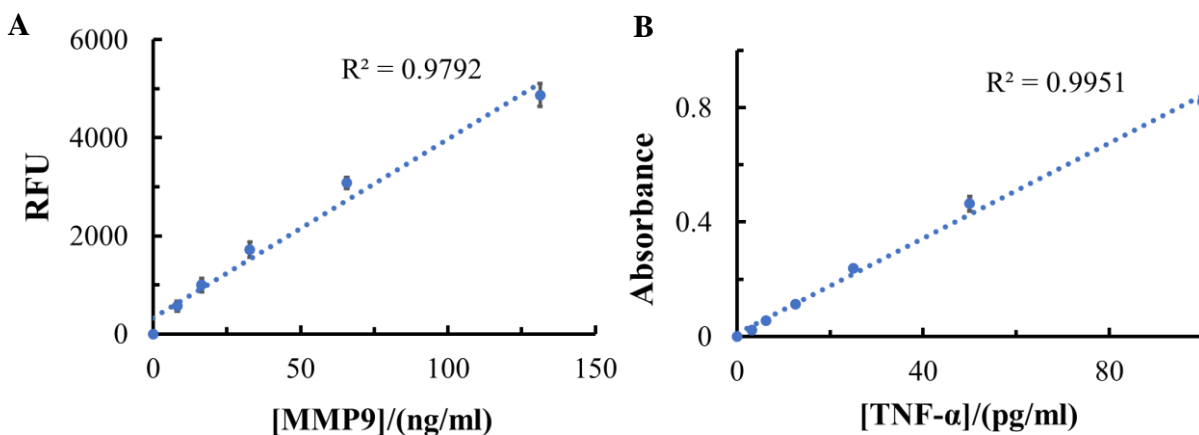 A
RFU
6000
4000
2000
0
R² = 0.9792
0 50 100 150
[MMP9]/(ng/ml)
B
Absorbance
0.8
0.4
0
R² = 0.9951
0 40 80
[TNF-α]/(pg/ml)